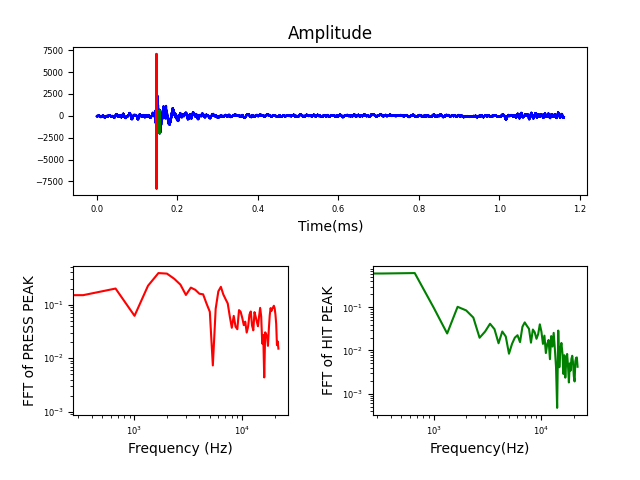 Amplitude
7500
5000
2500
0
−2500
−5000
−7500
0.0 0.2 0.4 0.6 0.8 1.0 1.2
Time(ms)
FFT of PRESS PEAK
10⁻¹
10⁻²
10⁻³
10³ 10⁴
Frequency (Hz)
FFT of HIT PEAK
10⁻¹
10⁻²
10⁻³
10³ 10⁴
Frequency(Hz)